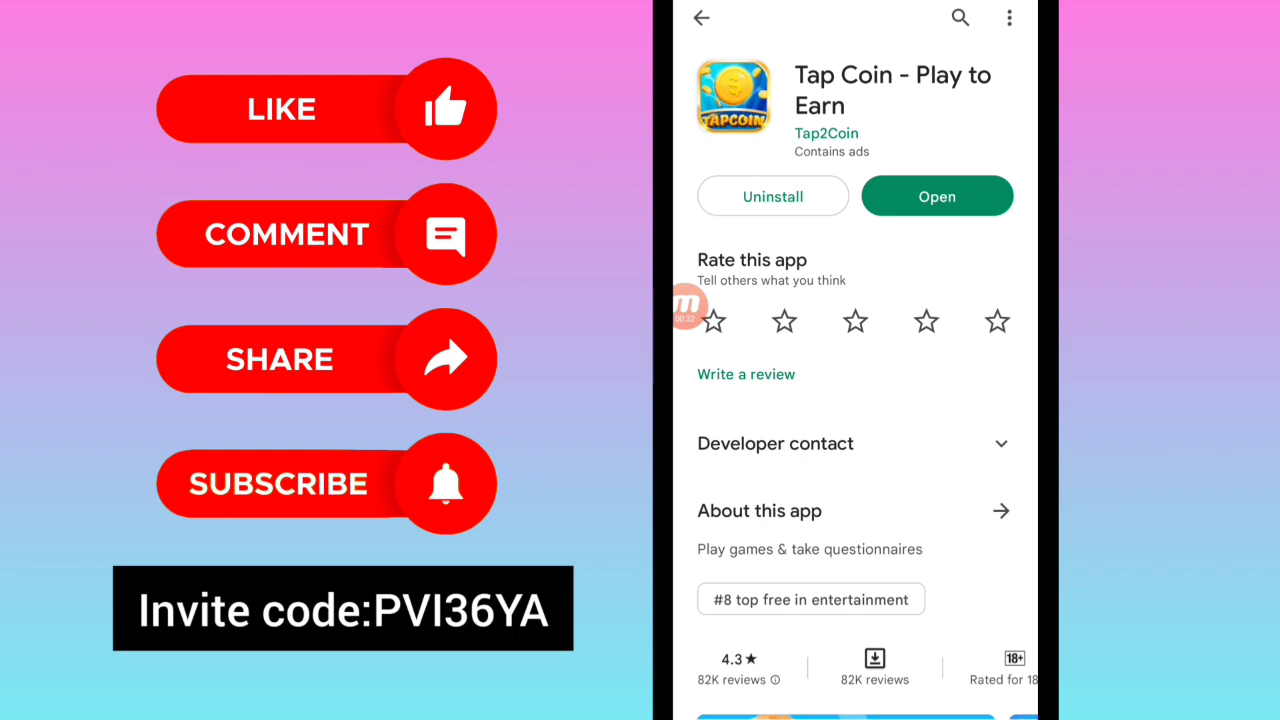 LIKE
COMMENT
SHARE
SUBSCRIBE
Invite code:PVI36YA
TAPCOIN
Tap Coin - Play to
Earn
Tap2Coin
Contains ads
Uninstall
Open
Rate this app
Tell others what you think
00:32
Write a review
Developer contact
About this app
Play games & take questionnaires
#8 top free in entertainment
4.3★
82K reviews
82K reviews
18+
Rated for 18